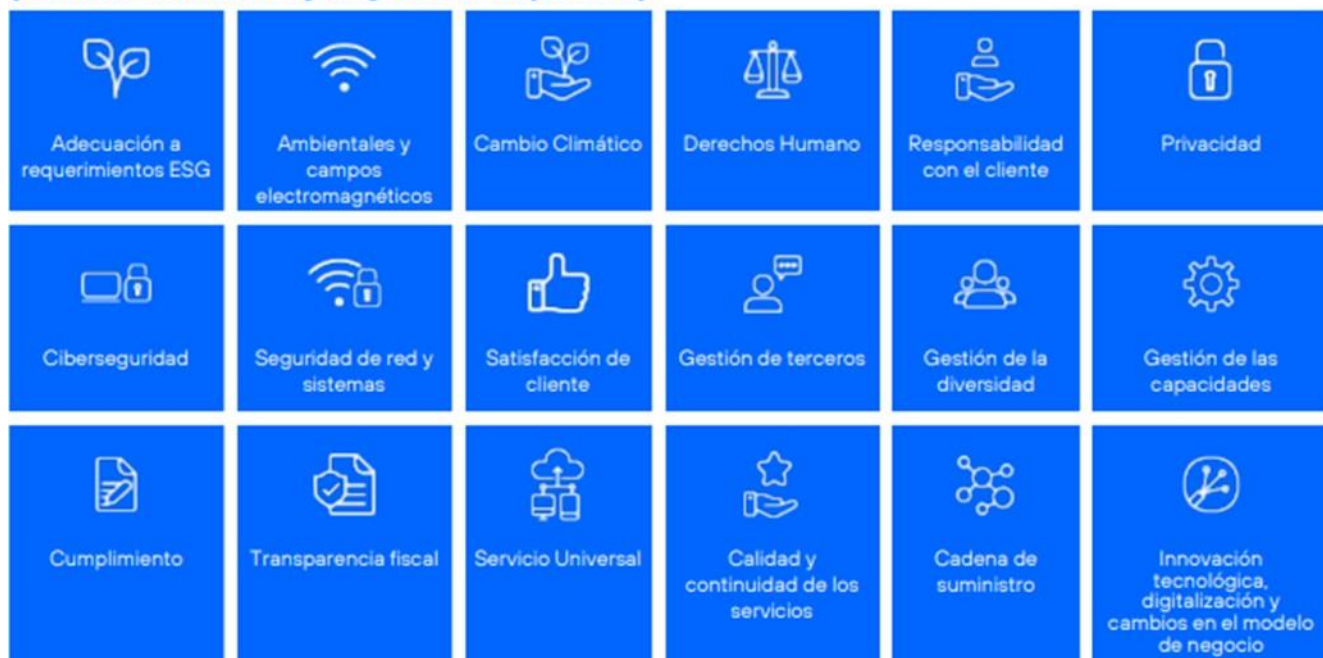 Adecuación a
requerimientos ESG
Ambientales y
campos
electromagnéticos
Cambio Climático
Derechos Humano
Responsabilidad
con el cliente
Privacidad
Ciberseguridad
Seguridad de red y
sistemas
Satisfacción de
cliente
Gestión de terceros
Gestión de la
diversidad
Gestión de las
capacidades
Cumplimiento
Transparencia fiscal
Servicio Universal
Calidad y
continuidad de los
servicios
Cadena de
suministro
Innovación
tecnológica,
digitalización y
cambios en el modelo
de negocio